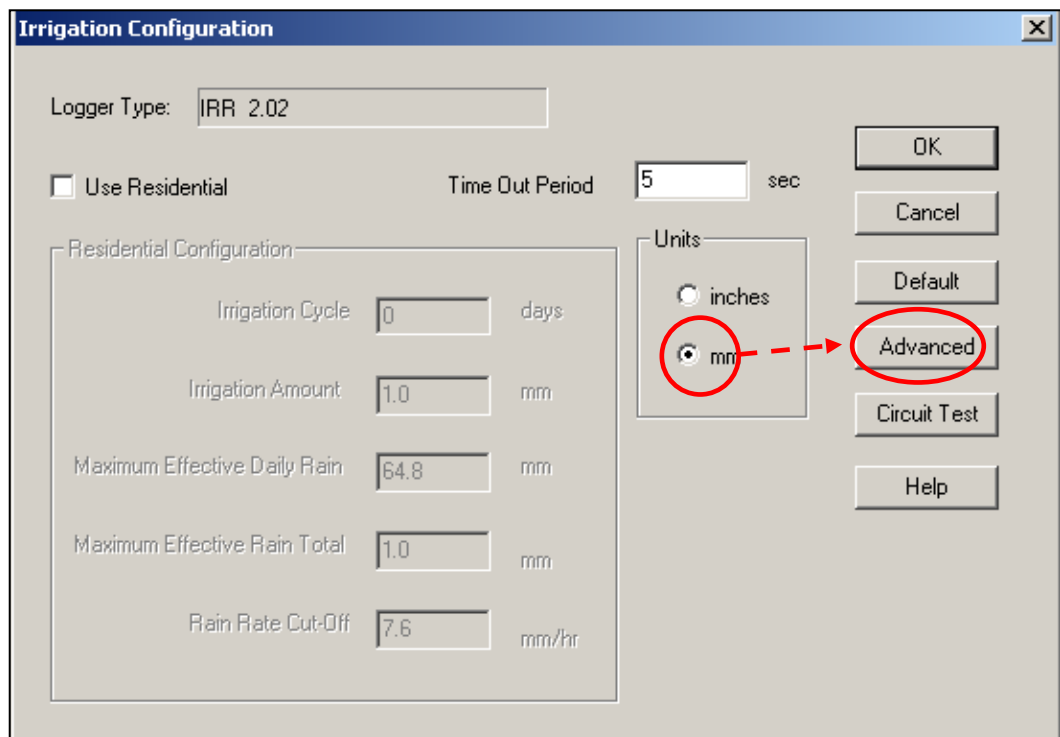 Irrigation Configuration
Logger Type: IRR 2.02
Use Residential
Time Out Period 5 sec
Residential Configuration
Irrigation Cycle 0 days
Irrigation Amount 1.0 mm
Maximum Effective Daily Rain 64.8 mm
Maximum Effective Rain Total 1.0 mm
Rain Rate Cut-Off 7.6 mm/hr
Units
inches
mm
OK
Cancel
Default
Advanced
Circuit Test
Help